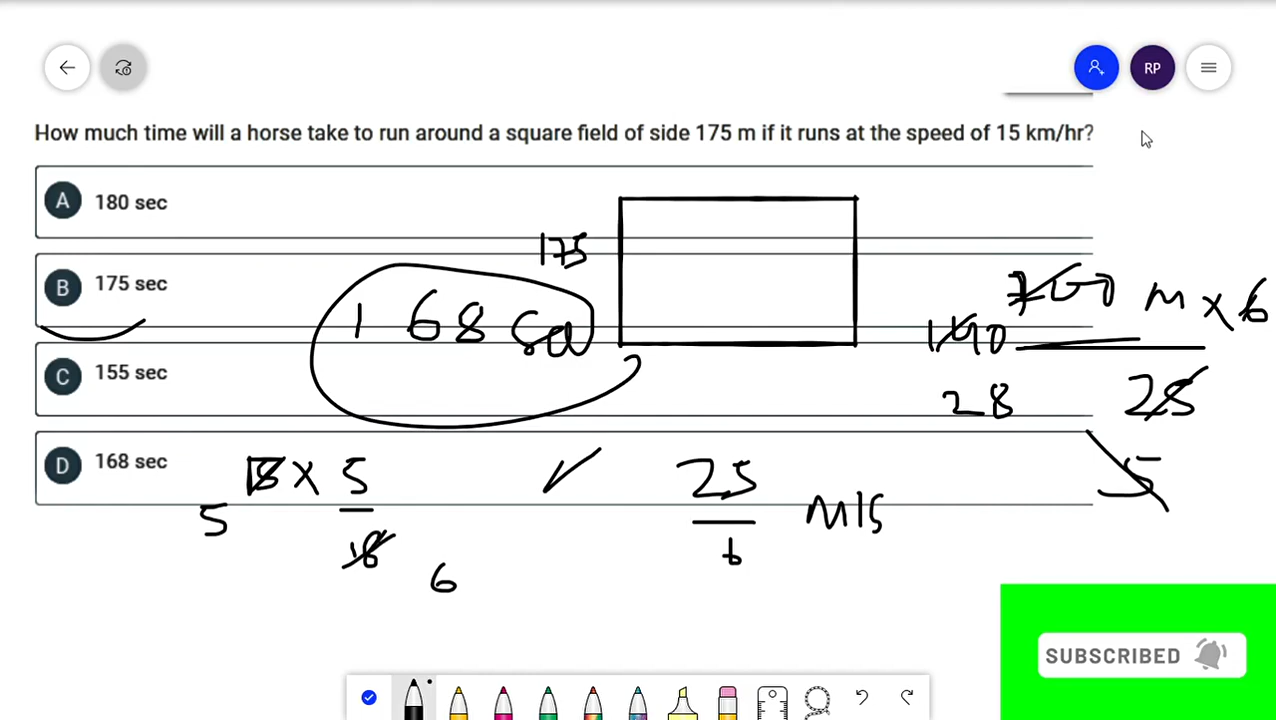 RP
How much time will a horse take to run around a square field of side 175 m if it runs at the speed of 15 km/hr?
A 180 sec
175
B 175 sec
700 m x 6
168 sec
140
28 25
C 155 sec
5
D 168 sec
15 x 5
18
5 6
25
6
m/s
SUBSCRIBED